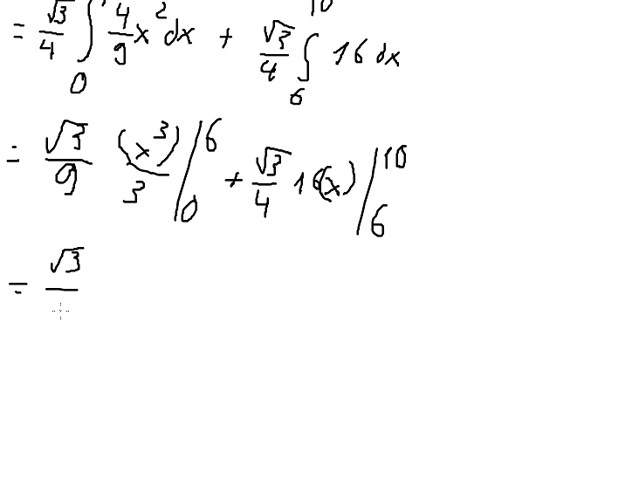 = √3/4 ∫₀ 4/9 x² dx + √3/4 ∫₆¹⁰ 16 dx
= √3/9 (x³)/3 |₀⁶ + √3/4 16(x) |₆¹⁰
= √3